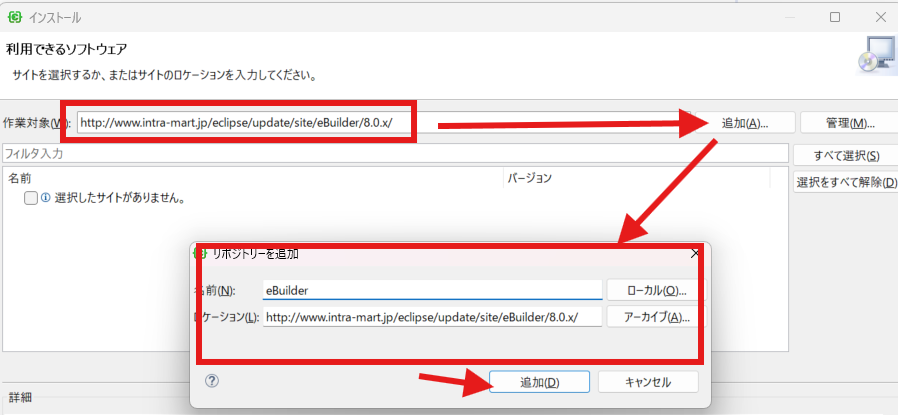 インストール
利用できるソフトウェア
サイトを選択するか、またはサイトのロケーションを入力してください。
作業対象(W): http://www.intra-mart.jp/eclipse/update/site/eBuilder/8.0.x/ 追加(A)... 管理(M)...
フィルタ入力 すべて選択(S)
名前 バージョン 選択をすべて解除(D)
選択したサイトがありません。
リポジトリーを追加
名前(N): eBuilder ローカル(O)...
ロケーション(L): http://www.intra-mart.jp/eclipse/update/site/eBuilder/8.0.x/ アーカイブ(A)...
追加(D) キャンセル
詳細